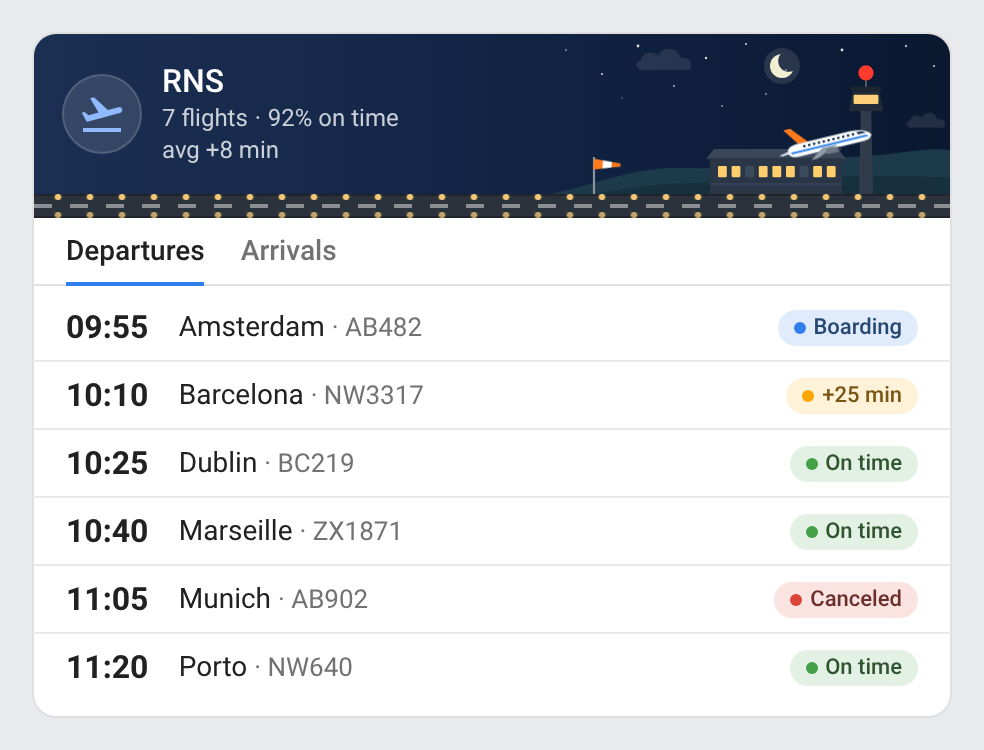 RNS
7 flights · 92% on time
avg +8 min
Departures Arrivals
09:55 Amsterdam · AB482 Boarding
10:10 Barcelona · NW3317 +25 min
10:25 Dublin · BC219 On time
10:40 Marseille · ZX1871 On time
11:05 Munich · AB902 Canceled
11:20 Porto · NW640 On time